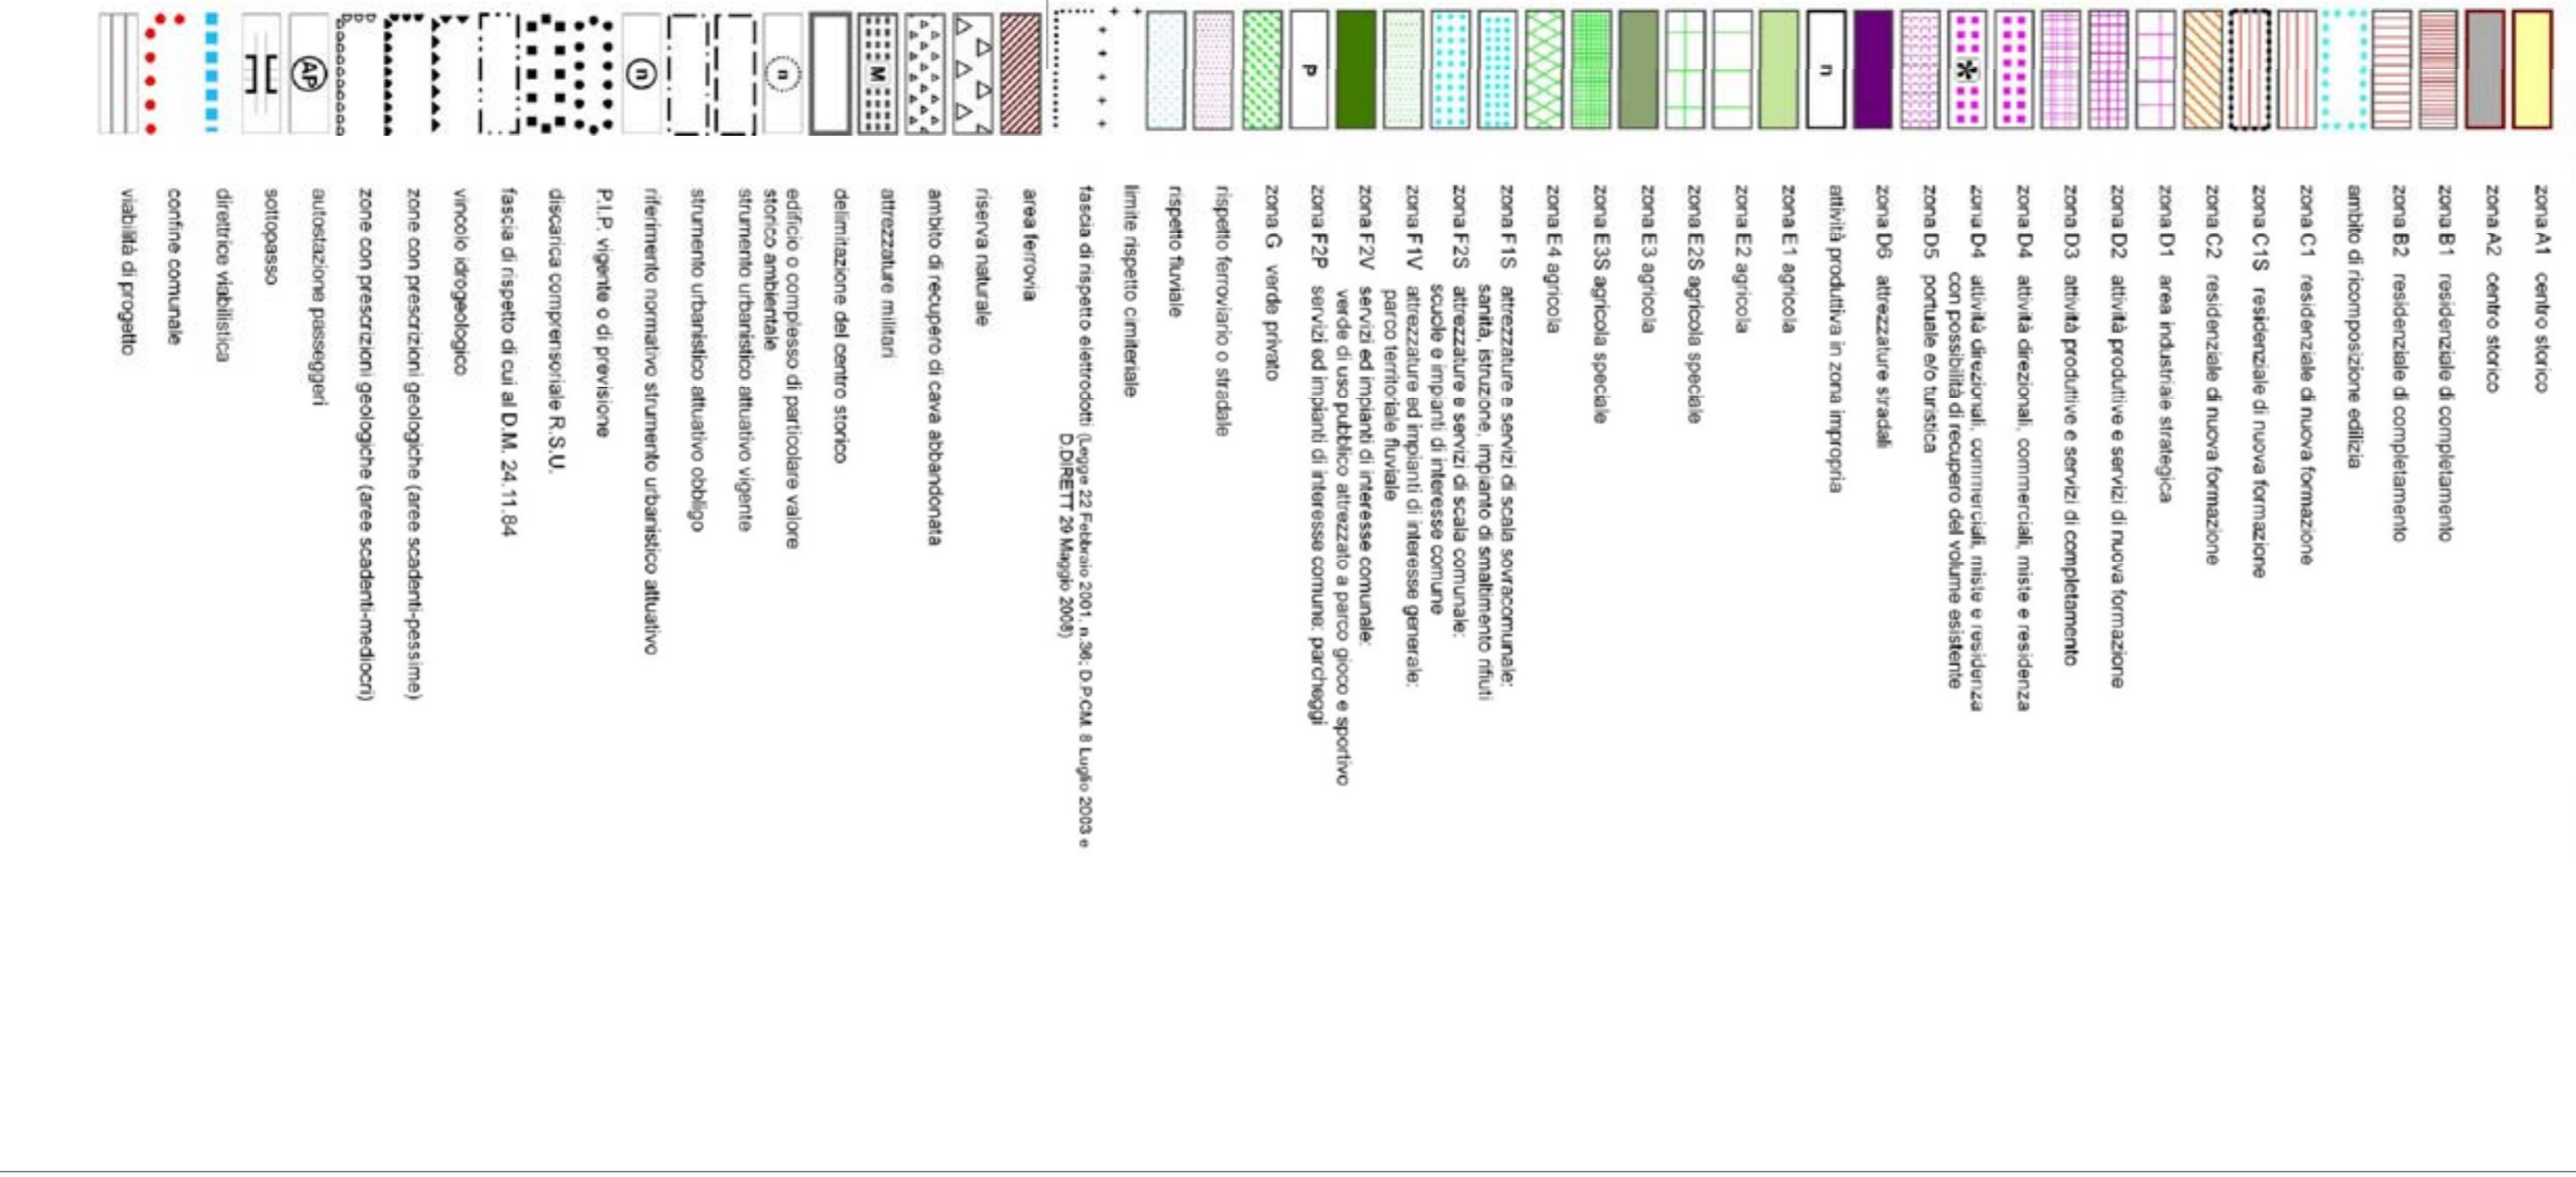 zona A1 centro storico
zona A2 centro storico
zona B1 residenziale di completamento
zona B2 residenziale di completamento
ambito di ricomposizione edilizia
zona C1 residenziale di nuova formazione
zona C1S residenziale di nuova formazione
zona C2 residenziale di nuova formazione
zona D1 area industriale strategica
zona D2 attività produttive e servizi di nuova formazione
zona D3 attività produttive e servizi di completamento
zona D4 attività direzionali, commerciali, miste e residenza
* zona D4 attività direzionali, commerciali, miste e residenza
con possibilità di recupero del volume esistente
zona D5 portuale e/o turistica
zona D6 attrezzature stradali
n attività produttiva in zona impropria
zona E1 agricola
zona E2 agricola
zona E2S agricola speciale
zona E3 agricola
zona E3S agricola speciale
zona E4 agricola
zona F1S attrezzature e servizi di scala sovracomunale:
sanità, istruzione, impianto di smaltimento rifiuti
zona F2S attrezzature e servizi di scala comunale:
scuole e impianti di interesse comune
zona F1V attrezzature ed impianti di interesse generale:
parco territoriale fluviale
zona F2V servizi ed impianti di interesse comunale:
verde di uso pubblico attrezzato a parco gioco e sportivo
P zona F2P servizi ed impianti di interesse comune: parcheggi
zona G verde privato
rispetto ferroviario o stradale
rispetto fluviale
limite rispetto cimiteriale
fascia di rispetto elettrodotti (Legge 22 Febbraio 2001, n.36; D.P.CM. 8 Luglio 2003 e
D.DIRETT 29 Maggio 2008)
area ferrovia
riserva naturale
ambito di recupero di cava abbandonata
M attrezzature militari
delimitazione del centro storico
n edificio o complesso di particolare valore
storico ambientale
strumento urbanistico attuativo vigente
strumento urbanistico attuativo obbligo
n riferimento normativo strumento urbanistico attuativo
P.I.P. vigente o di previsione
discarica comprensoriale R.S.U.
fascia di rispetto di cui al D.M. 24.11.84
vincolo idrogeologico
zone con prescrizioni geologiche (aree scadenti-pessime)
zone con prescrizioni geologiche (aree scadenti-mediocri)
AP autostazione passeggeri
sottopasso
direttrice viabilistica
confine comunale
viabilità di progetto